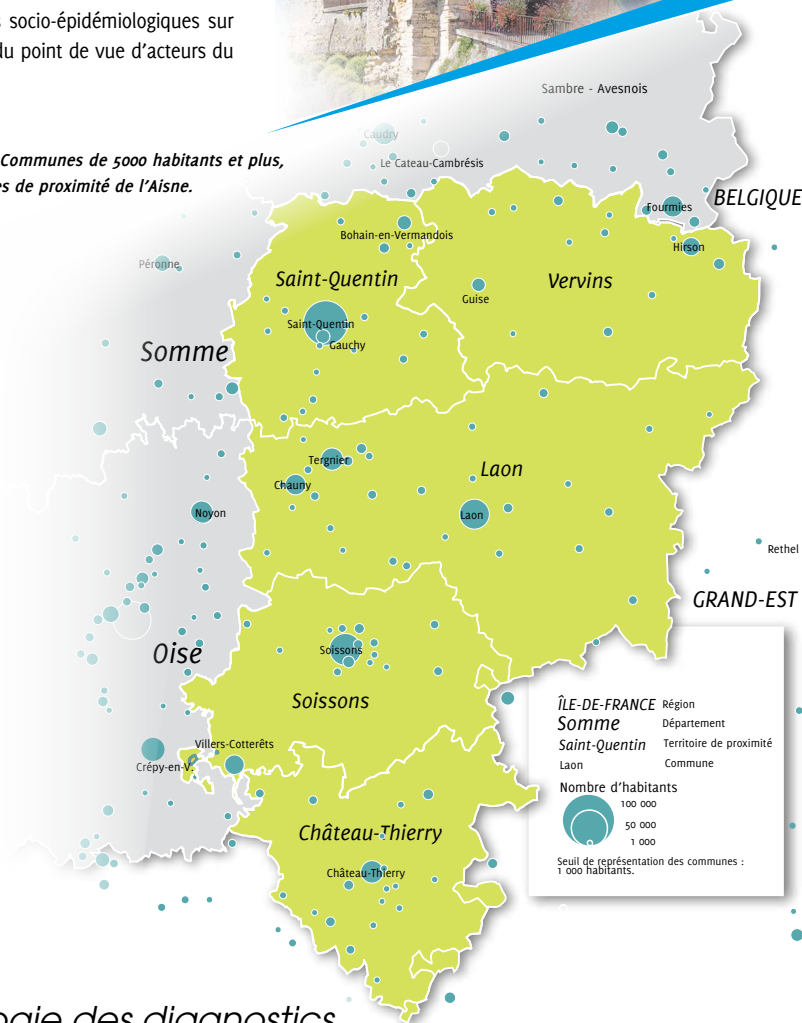 s socio-épidémiologiques sur
du point de vue d'acteurs du
Communes de 5000 habitants et plus,
es de proximité de l'Aisne.
Sambre - Avesnois
Caudry
Le Cateau-Cambrésis
BELGIQUE
Fourmies
Bohain-en-Vermandois
Hirson
Péronne
Saint-Quentin
Vervins
Guise
Saint-Quentin
Gauchy
Somme
Tergnier
Laon
Chauny
Noyon
Laon
Rethel
GRAND-EST
Oise
Soissons
Soissons
Villers-Cotterêts
Crépy-en-V.
Château-Thierry
Château-Thierry
ÎLE-DE-FRANCE Région
Somme Département
Saint-Quentin Territoire de proximité
Laon Commune
Nombre d'habitants
100 000
50 000
1 000
Seuil de représentation des communes :
1 000 habitants.
ogie des diagnostics